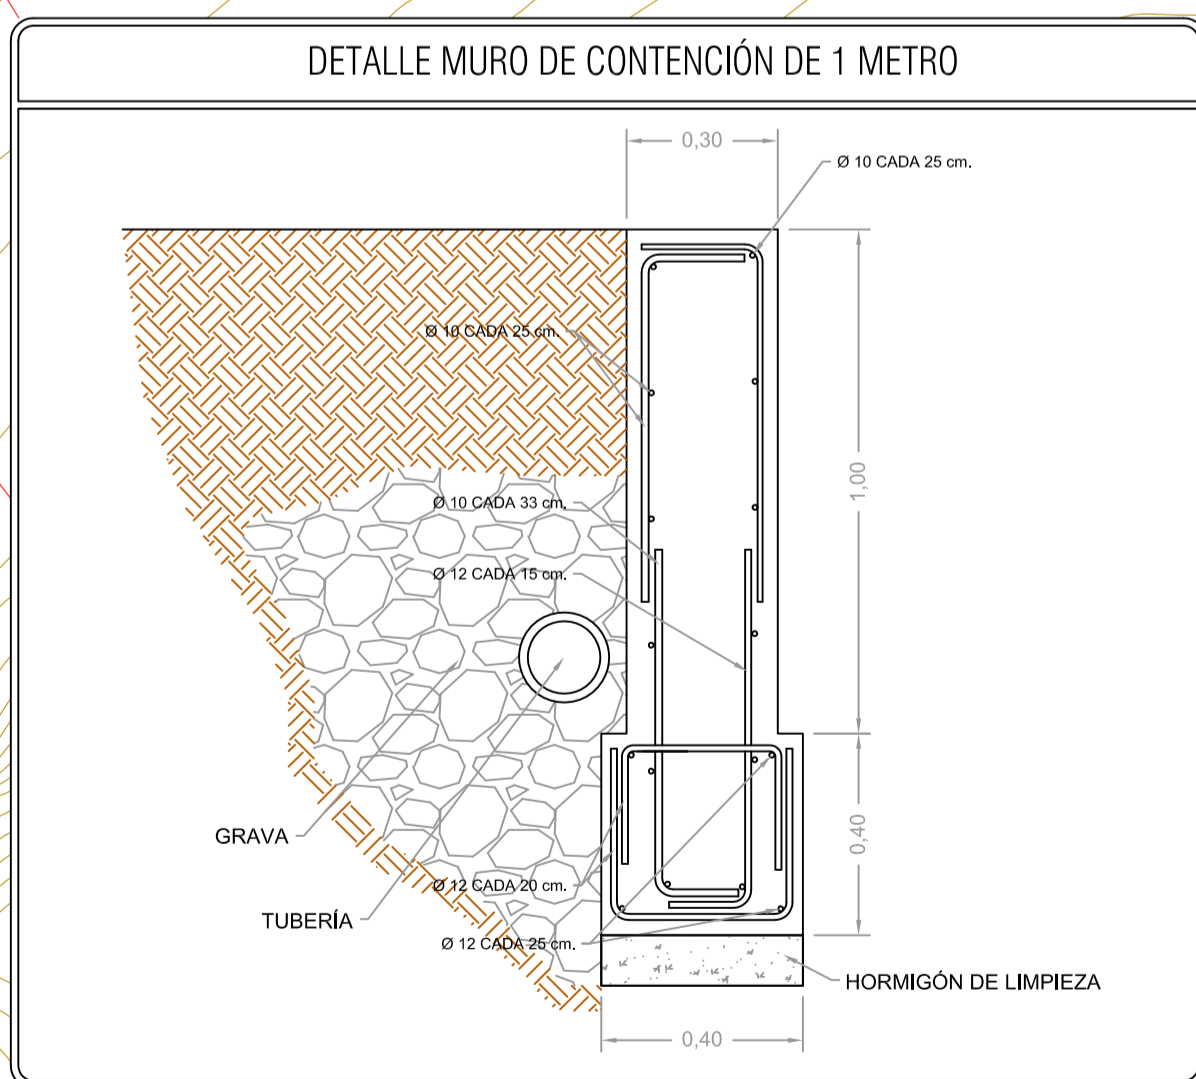 DETALLE MURO DE CONTENCIÓN DE 1 METRO
0,30
Ø 10 CADA 25 cm.
Ø 10 CADA 25 cm.
1,00
Ø 10 CADA 33 cm.
Ø 12 CADA 15 cm.
GRAVA
0,40
Ø 12 CADA 20 cm.
TUBERÍA
Ø 12 CADA 25 cm.
HORMIGÓN DE LIMPIEZA
0,40